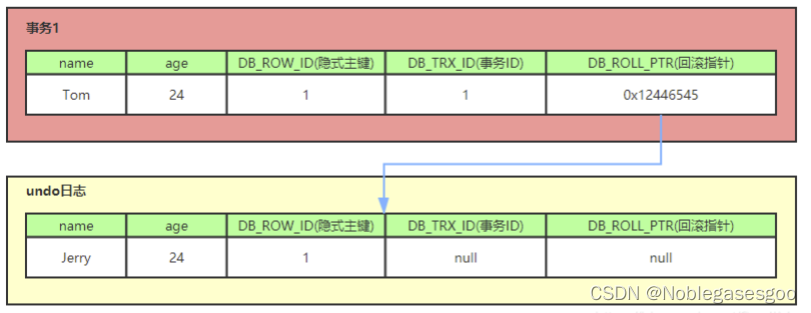 事务1
name age DB_ROW_ID(隐式主键) DB_TRX_ID(事务ID) DB_ROLL_PTR(回滚指针)
Tom 24 1 1 0x12446545
undo日志
name age DB_ROW_ID(隐式主键) DB_TRX_ID(事务ID) DB_ROLL_PTR(回滚指针)
Jerry 24 1 null null
CSDN @Noblegasesgoo